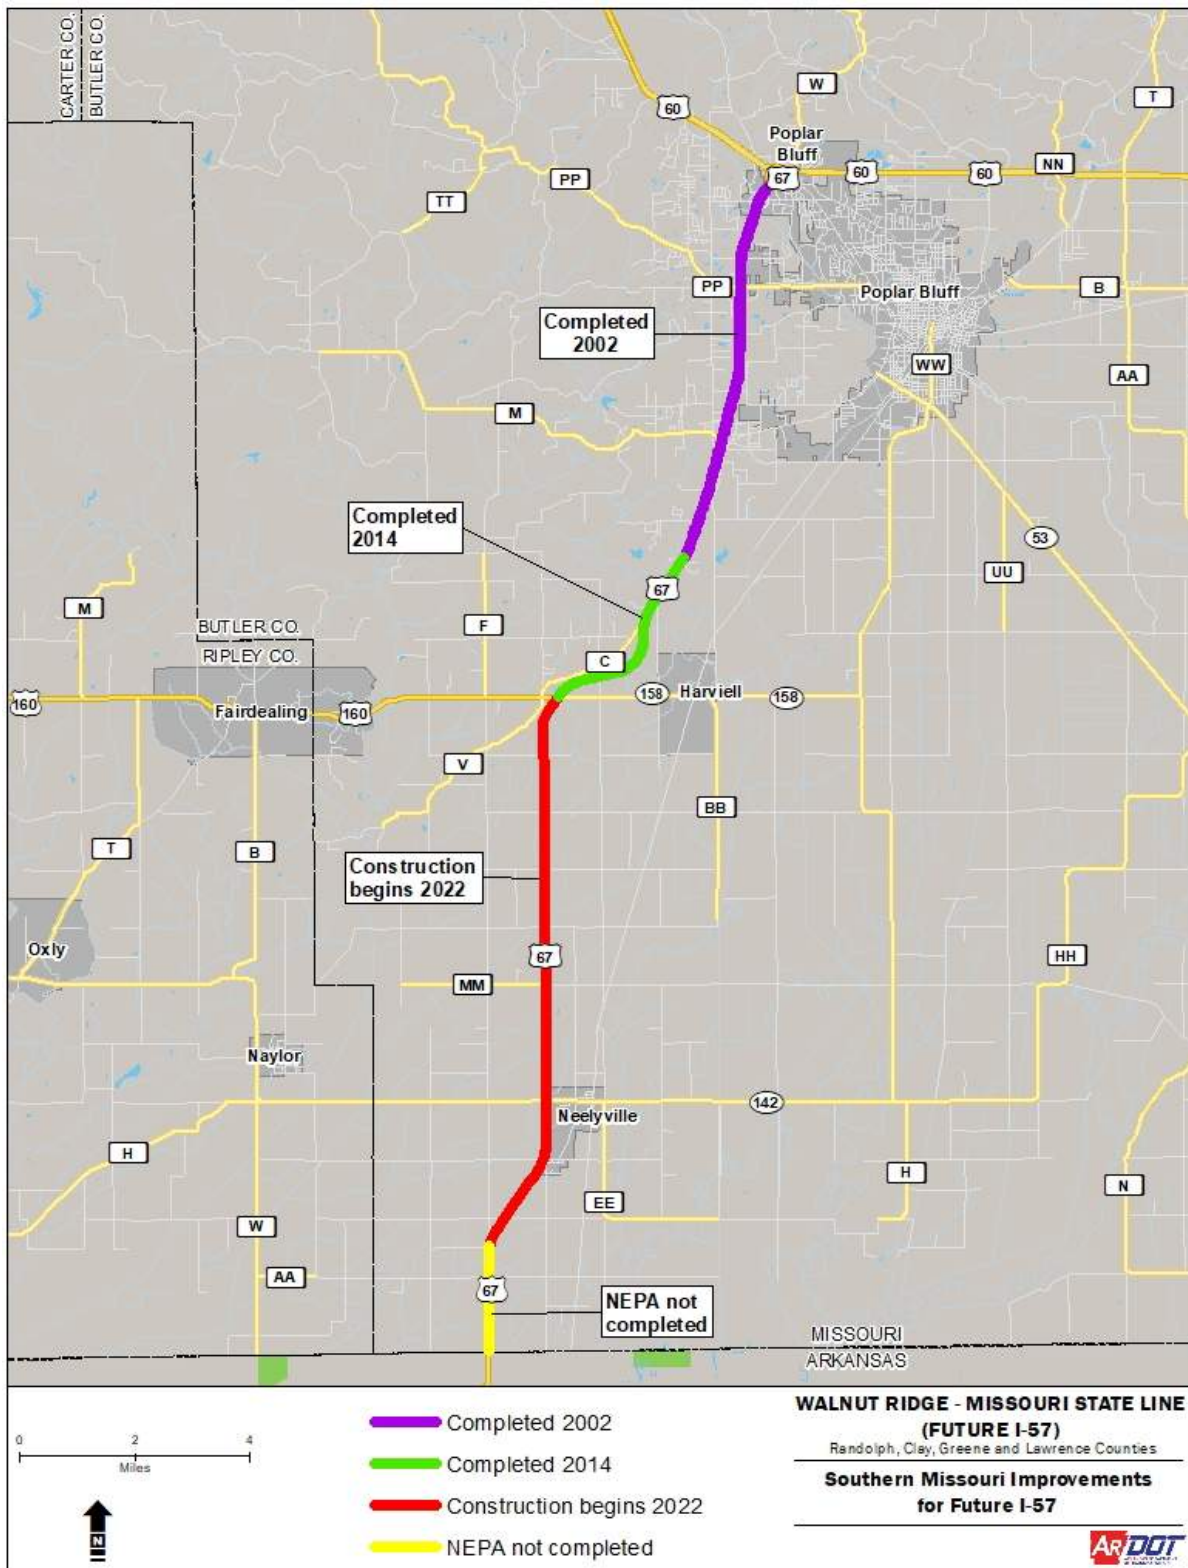 CARTER CO.
BUTLER CO.
60
W
T
Poplar
Bluff
67
60
60
NN
PP
TT
PP
Poplar Bluff
B
Completed
2002
WW
AA
M
Completed
2014
53
UU
67
M
F
BUTLER CO.
RIPLEY CO.
C
160
158
Harviell
158
Fairdealing
160
V
BB
T
B
Construction
begins 2022
Oxly
67
HH
MM
Naylor
142
Neelyville
H
H
EE
N
W
AA
67
NEPA not
completed
MISSOURI
ARKANSAS
0 2 4
Miles
N
Completed 2002
Completed 2014
Construction begins 2022
NEPA not completed
WALNUT RIDGE - MISSOURI STATE LINE
(FUTURE I-57)
Randolph, Clay, Greene and Lawrence Counties
Southern Missouri Improvements
for Future I-57
ARDOT